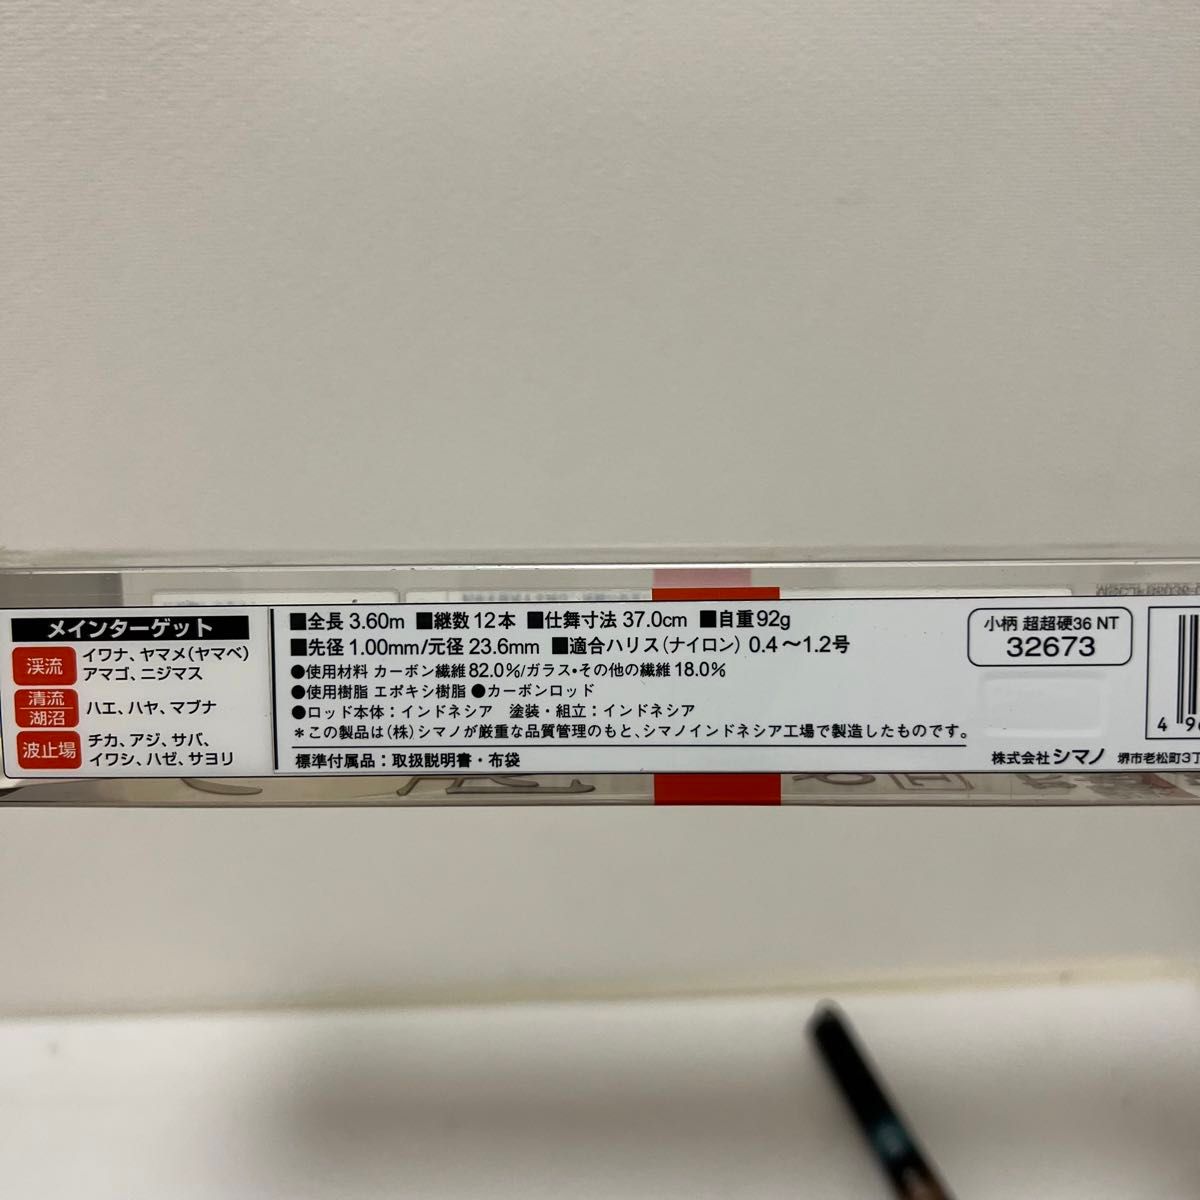 メインターゲット
渓流
イワナ、ヤマメ(ヤマベ)
アマゴ、ニジマス
清流
湖沼
ハエ、ハヤ、マブナ
波止場
チカ、アジ、サバ、
イワシ、ハゼ、サヨリ
■全長 3.60m ■継数 12本 ■仕舞寸法 37.0cm ■自重 92g
■先径 1.00mm/元径 23.6mm ■適合ハリス(ナイロン) 0.4〜1.2号
●使用材料 カーボン繊維 82.0%/ガラス・その他の繊維 18.0%
●使用樹脂 エポキシ樹脂 ●カーボンロッド
●ロッド本体：インドネシア 塗装・組立：インドネシア
＊この製品は(株)シマノが厳重な品質管理のもと、シマノインドネシア工場で製造したものです。
標準付属品：取扱説明書・布袋
小柄 超超硬36 NT
32673
株式会社 シマノ 堺市老松町3丁
4 96